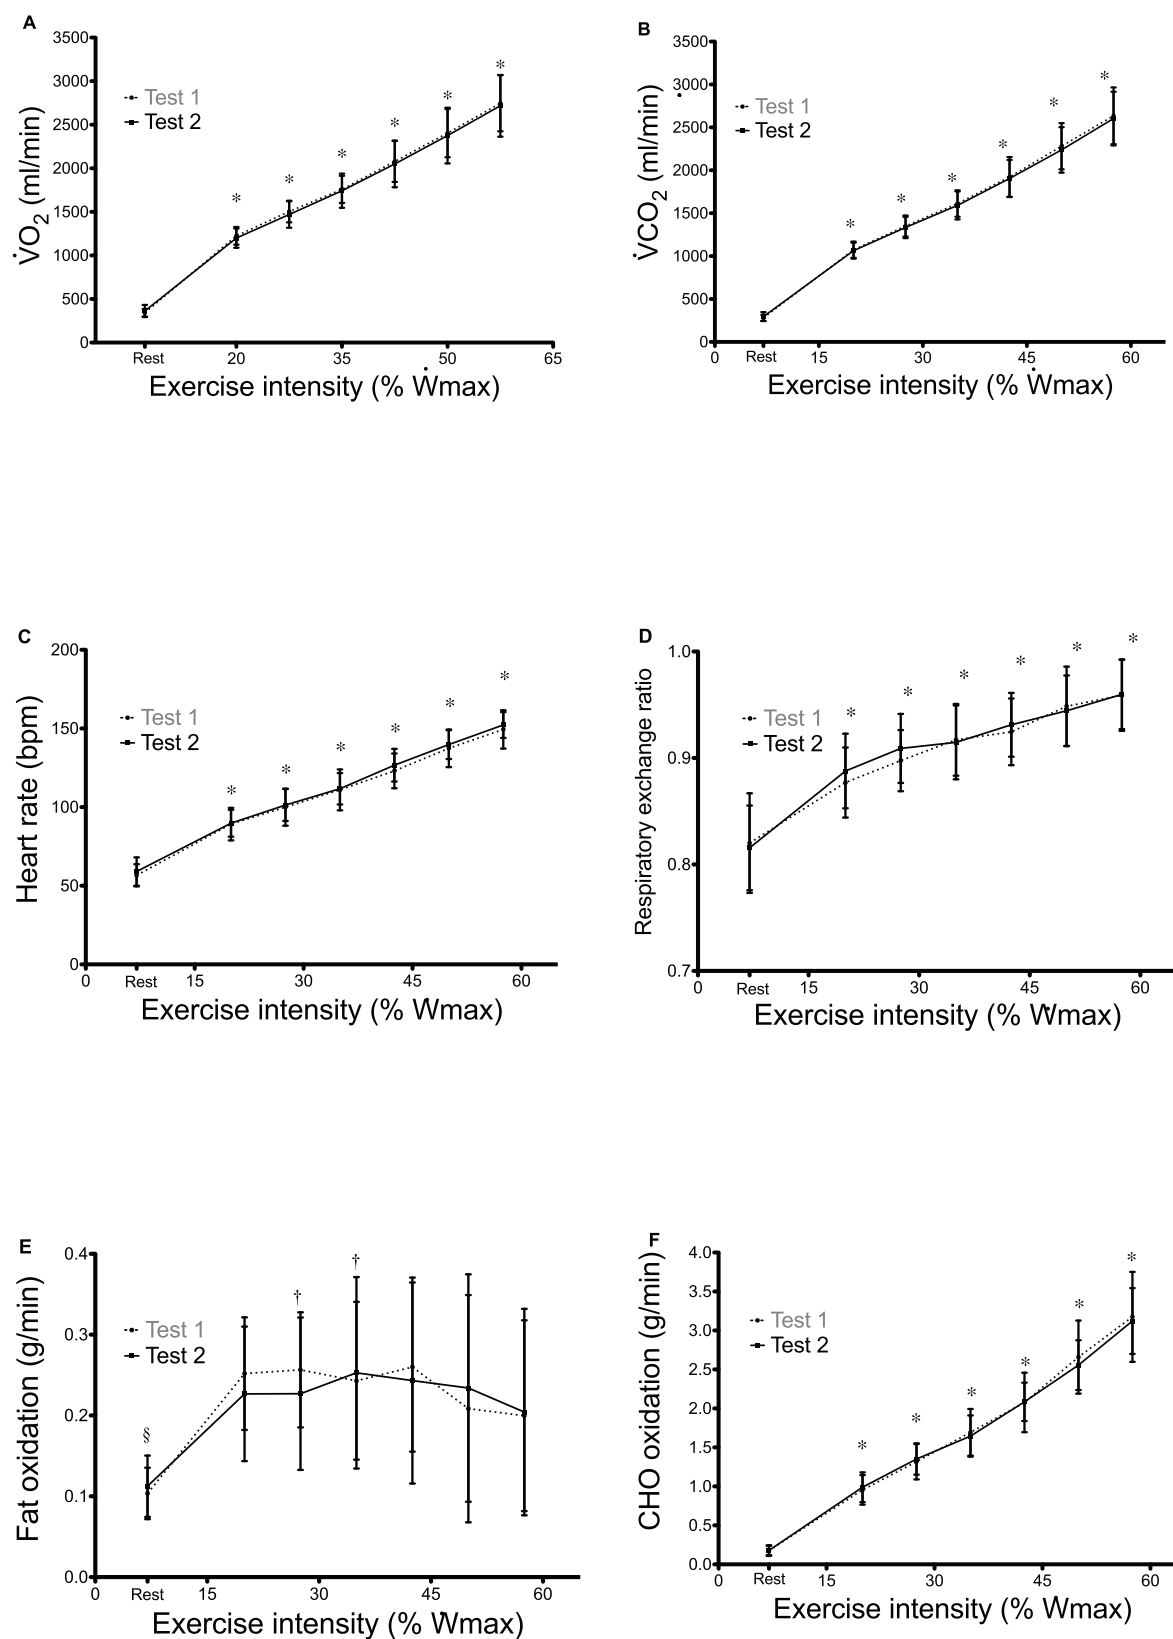 A
3500
3000
2500
2000
1500
1000
500
0
V̇O2 (ml/min)
Test 1
Test 2
* * * * * *
Rest 20 35 50 65
Exercise intensity (% Ẇmax)
B
3500
3000
2500
2000
1500
1000
500
0
V̇CO2 (ml/min)
Test 1
Test 2
* * * * * *
0 Rest 15 30 45 60
Exercise intensity (% Ẇmax)
C
200
150
100
50
0
Heart rate (bpm)
Test 1
Test 2
* * * * * *
0 Rest 15 30 45 60
Exercise intensity (% Ẇmax)
D
1.0
0.9
0.8
0.7
Respiratory exchange ratio
Test 1
Test 2
* * * * * *
0 Rest 15 30 45 60
Exercise intensity (% Ẇmax)
E
0.4
0.3
0.2
0.1
0.0
Fat oxidation (g/min)
Test 1
Test 2
§ † †
0 Rest 15 30 45 60
Exercise intensity (% Ẇmax)
F
4.0
3.5
3.0
2.5
2.0
1.5
1.0
0.5
0.0
CHO oxidation (g/min)
Test 1
Test 2
* * * * * *
0 Rest 15 30 45 60
Exercise intensity (% Ẇmax)